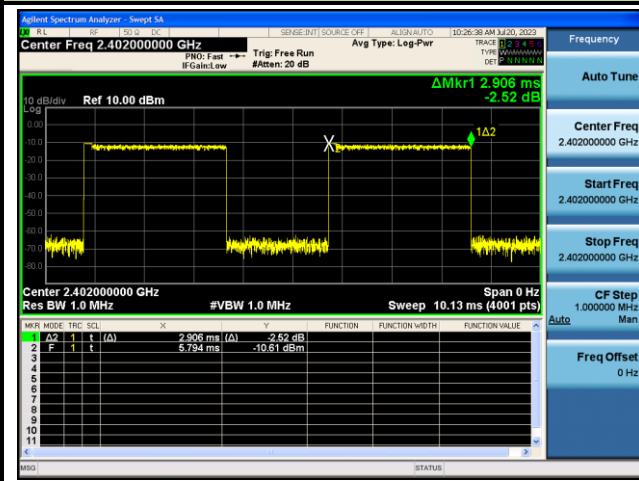 Agilent Spectrum Analyzer - Swept SA
RL RF 50 Ω DC SENSE:INT SOURCE OFF ALIGNAUTO 10:26:38 AM Jul 20, 2023
Center Freq 2.402000000 GHz
PNO: Fast
IFGain:Low
Trig: Free Run
#Atten: 20 dB
Avg Type: Log-Pwr
TRACE 1 2 3 4 5 6
TYPE
DET P N N N N N
ΔMkr1 2.906 ms
-2.52 dB
10 dB/div Ref 10.00 dBm
Log
0.00
-10.0
-20.0
-30.0
-40.0
-50.0
-60.0
-70.0
-80.0
1Δ2
X2
Center 2.402000000 GHz Span 0 Hz
Res BW 1.0 MHz #VBW 1.0 MHz Sweep 10.13 ms (4001 pts)
MKR MODE TRC SCL X Y FUNCTION FUNCTION WIDTH FUNCTION VALUE
1 Δ2 1 t (Δ) 2.906 ms (Δ) -2.52 dB
2 F 1 t 5.794 ms -10.61 dBm
3
4
5
6
7
8
9
10
11
MSG STATUS
Frequency
Auto Tune
Center Freq
2.402000000 GHz
Start Freq
2.402000000 GHz
Stop Freq
2.402000000 GHz
CF Step
1.000000 MHz
Auto Man
Freq Offset
0 Hz